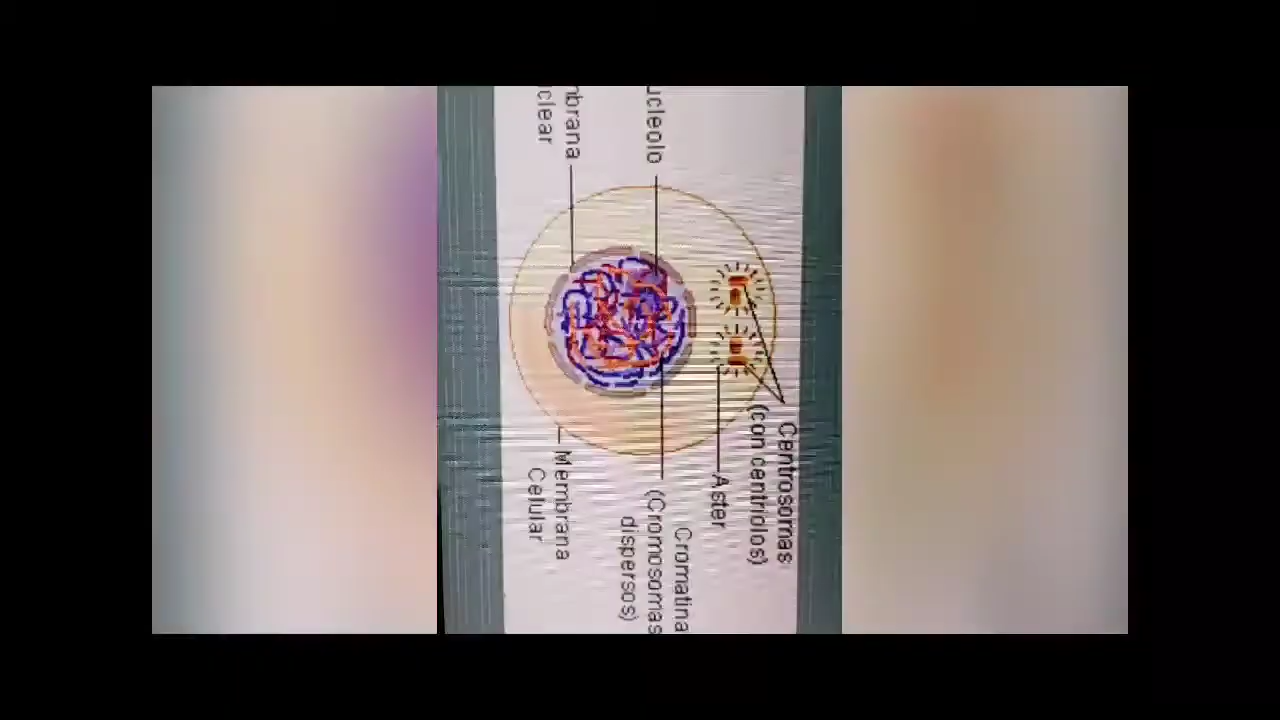 Centrosomas
(con centriolos)
Aster
ucleolo
Cromatina
(Cromosomas
dispersos)
mbrana
clear
Membrana
Celular